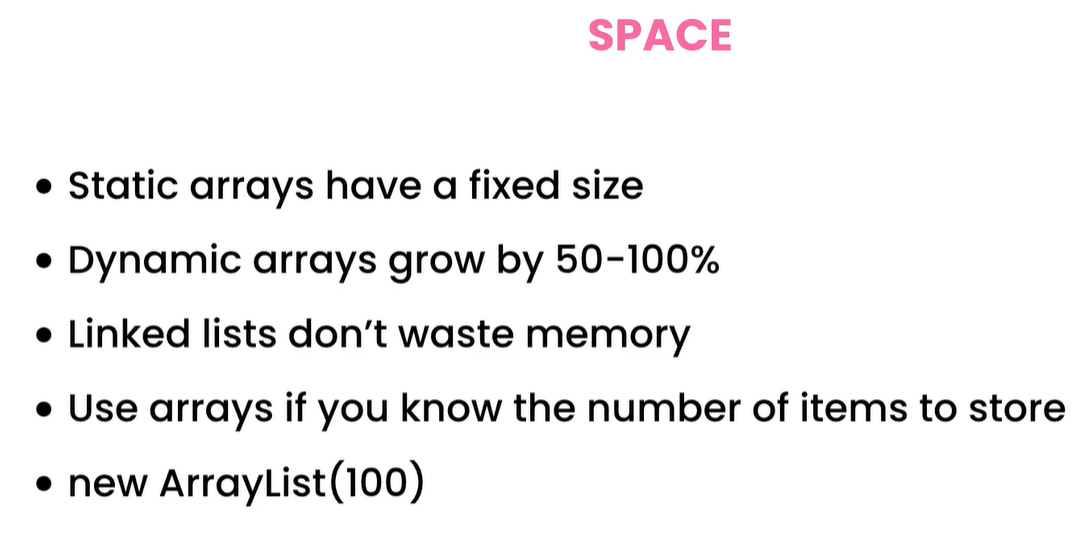 SPACE
• Static arrays have a fixed size
• Dynamic arrays grow by 50-100%
• Linked lists don’t waste memory
• Use arrays if you know the number of items to store
• new ArrayList(100)